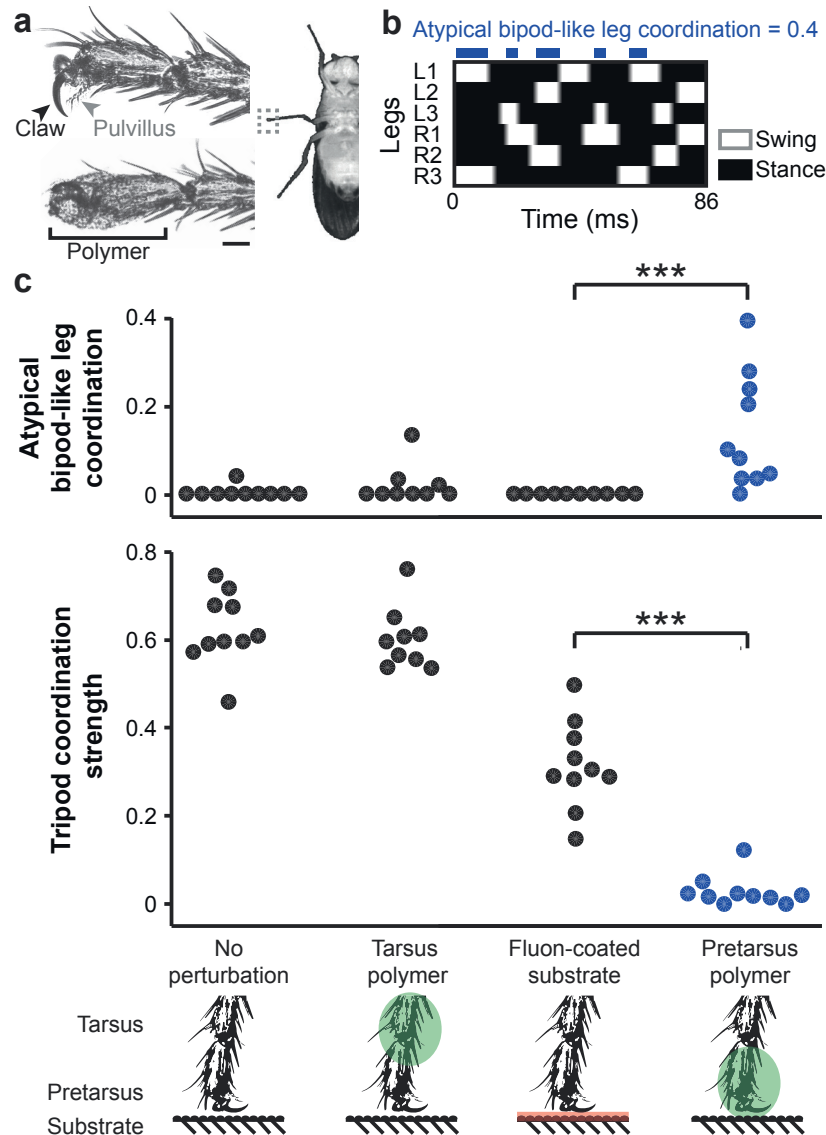 a
Claw
Pulvillus
Polymer
b
Atypical bipod-like leg coordination = 0.4
Legs
L1
L2
L3
R1
R2
R3
Swing
Stance
0
86
Time (ms)
c
***
Atypical
bipod-like leg
coordination
0.4
0.2
0
***
Tripod coordination
strength
0.8
0.6
0.4
0.2
0
No
perturbation
Tarsus
polymer
Fluon-coated
substrate
Pretarsus
polymer
Tarsus
Pretarsus
Substrate